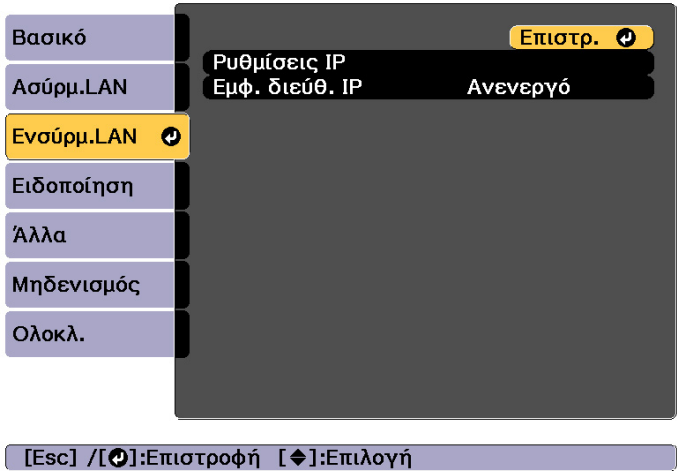 Βασικό
Ασύρμ.LAN
Ενσύρμ.LAN
Ειδοποίηση
Άλλα
Μηδενισμός
Ολοκλ.
Επιστρ.
Ρυθμίσεις IP
Εμφ. διεύθ. IP Ανενεργό
[Esc] /[⏎]:Επιστροφή [◆]:Επιλογή